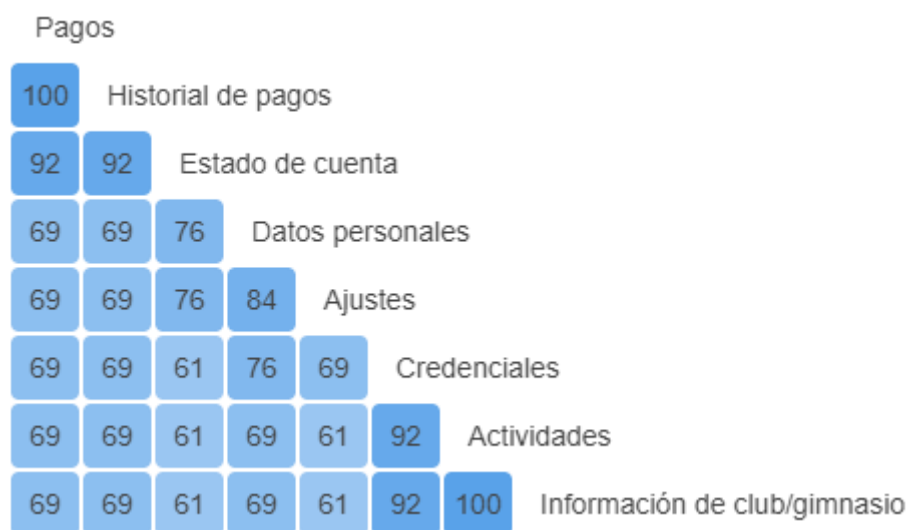 Pagos
100 Historial de pagos
92 92 Estado de cuenta
69 69 76 Datos personales
69 69 76 84 Ajustes
69 69 61 76 69 Credenciales
69 69 61 69 61 92 Actividades
69 69 61 69 61 92 100 Información de club/gimnasio